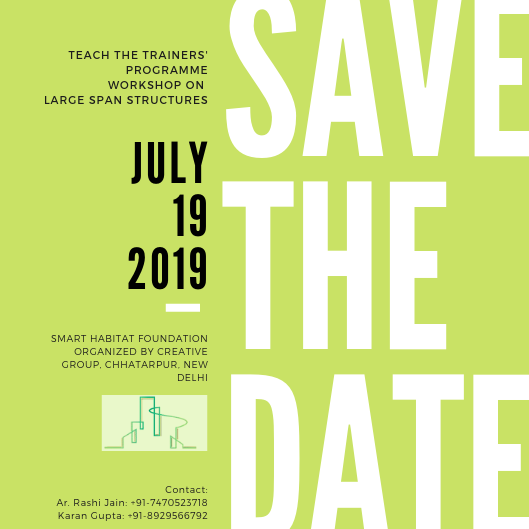 TEACH THE TRAINERS'
PROGRAMME
WORKSHOP ON
LARGE SPAN STRUCTURES
JULY
19
2019
SMART HABITAT FOUNDATION
ORGANIZED BY CREATIVE
GROUP, CHHATARPUR, NEW
DELHI
Contact:
Ar. Rashi Jain: +91-7470523718
Karan Gupta: +91-8929566792
SAVE
THE
DATE